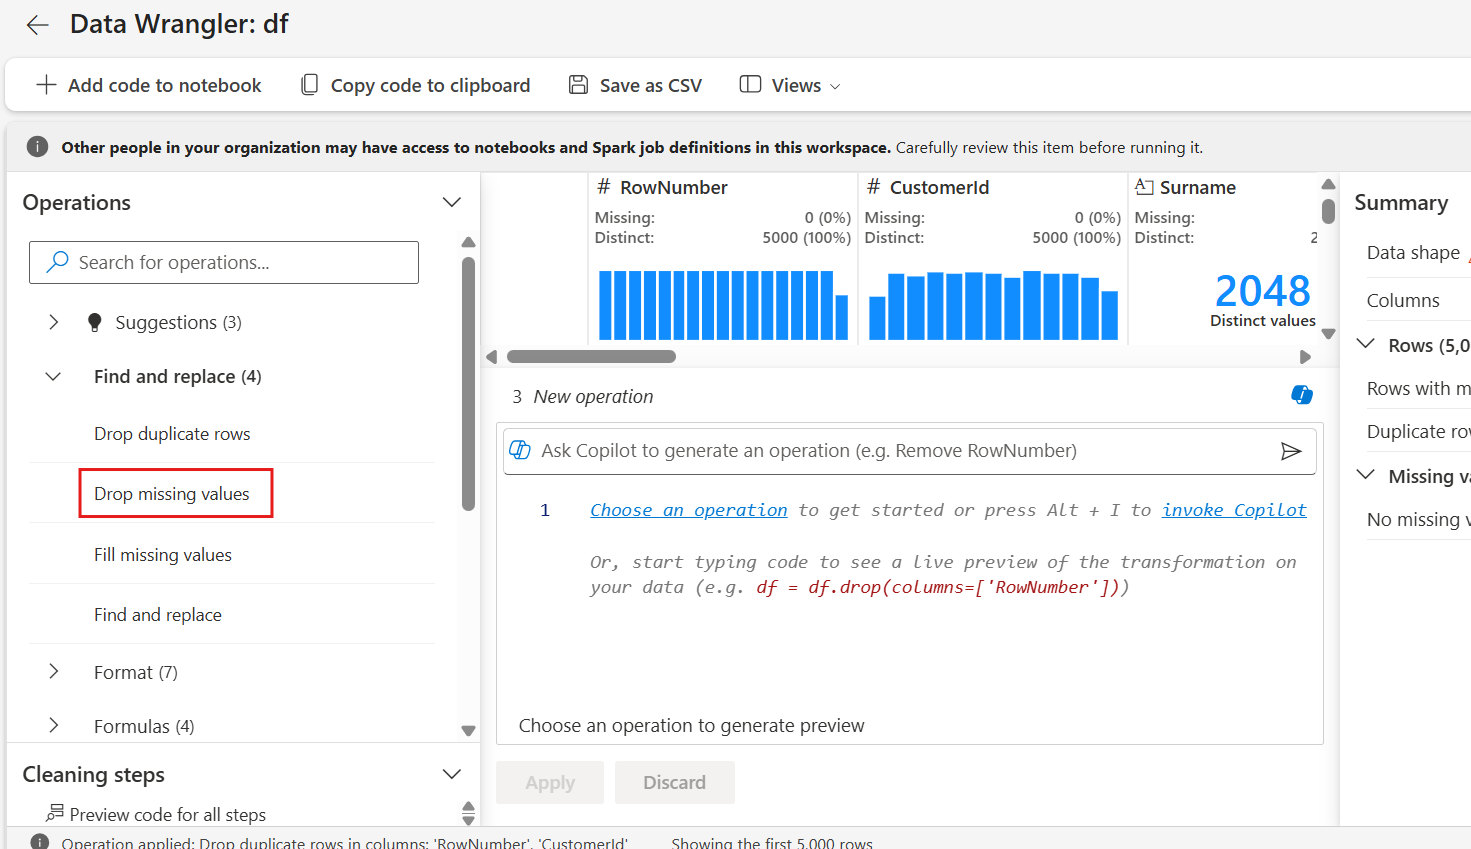 Data Wrangler: df
Add code to notebook
Copy code to clipboard
Save as CSV
Views
Other people in your organization may have access to notebooks and Spark job definitions in this workspace. Carefully review this item before running it.
Operations
Search for operations...
Suggestions (3)
Find and replace (4)
Drop duplicate rows
Drop missing values
Fill missing values
Find and replace
Format (7)
Formulas (4)
Cleaning steps
Preview code for all steps
# RowNumber
Missing: 0 (0%)
Distinct: 5000 (100%)
# CustomerId
Missing: 0 (0%)
Distinct: 5000 (100%)
Surname
Missing:
Distinct: 2
2048
Distinct values
3 New operation
Ask Copilot to generate an operation (e.g. Remove RowNumber)
1 Choose an operation to get started or press Alt + I to invoke Copilot
Or, start typing code to see a live preview of the transformation on
your data (e.g. df = df.drop(columns=['RowNumber']))
Choose an operation to generate preview
Apply
Discard
Summary
Data shape
Columns
Rows (5,0
Rows with m
Duplicate row
Missing va
No missing v
Operation applied: Drop duplicate rows in columns: 'RowNumber', 'CustomerId'
Showing the first 5,000 rows